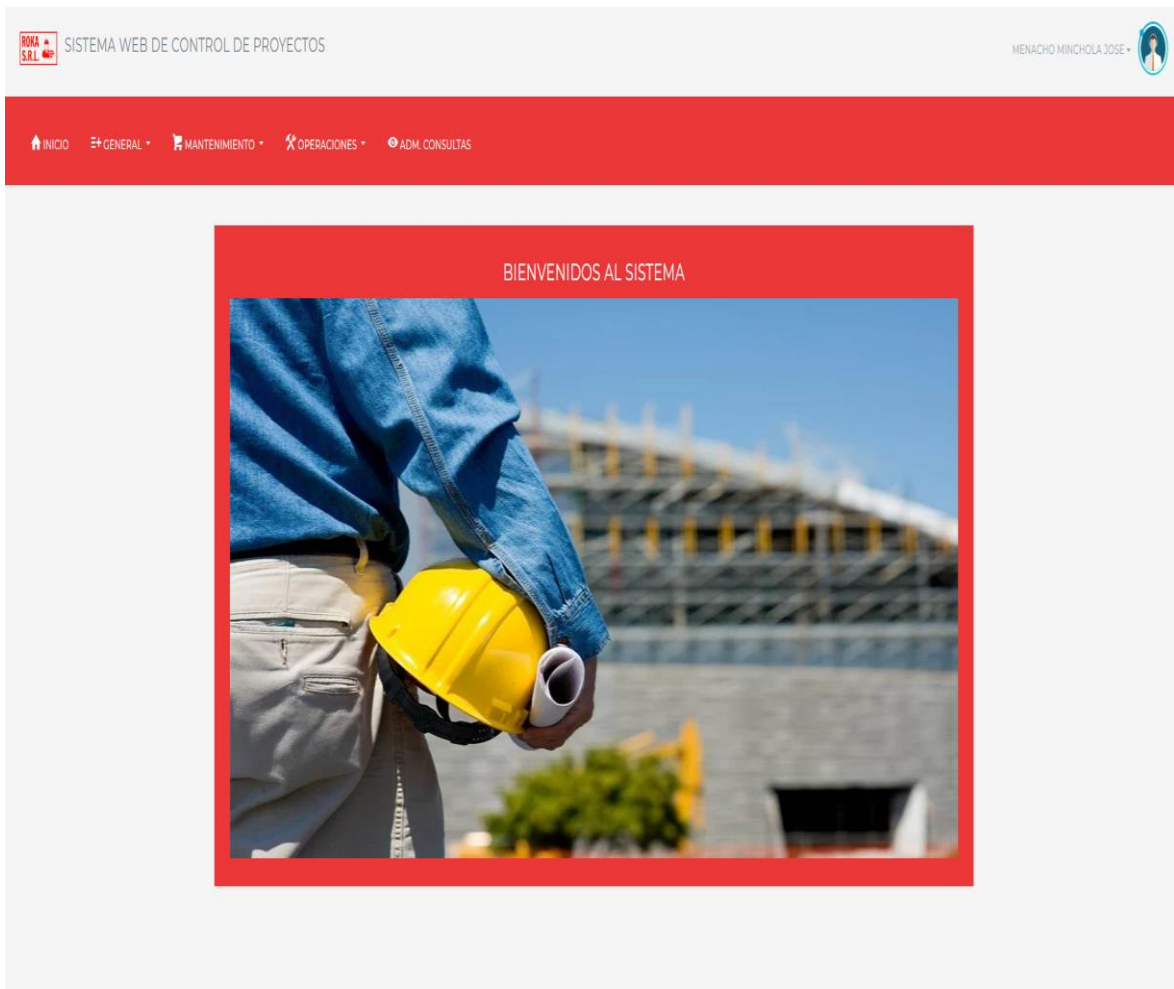 ROKA
S.R.L.
SISTEMA WEB DE CONTROL DE PROYECTOS
MENACHO MINCHOLA JOSE
INICIO
GENERAL
MANTENIMIENTO
OPERACIONES
ADM. CONSULTAS
BIENVENIDOS AL SISTEMA